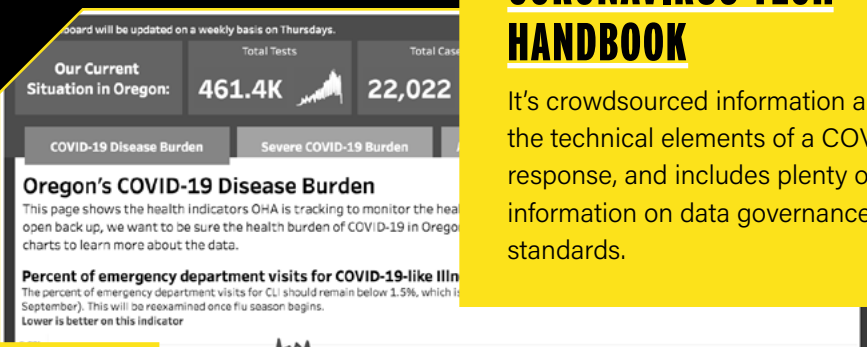 board will be updated on a weekly basis on Thursdays.
Our Current
Situation in Oregon:
Total Tests
461.4K
Total Case
22,022
COVID-19 Disease Burden
Severe COVID-19 Burden
Oregon's COVID-19 Disease Burden
This page shows the health indicators OHA is tracking to monitor the heal
open back up, we want to be sure the health burden of COVID-19 in Orego
charts to learn more about the data.
Percent of emergency department visits for COVID-19-like Illn
The percent of emergency department visits for CLI should remain below 1.5%, which is
September). This will be reexamined once flu season begins.
Lower is better on this indicator
CORONAVIRUS TECH
HANDBOOK
It's crowdsourced information a
the technical elements of a COV
response, and includes plenty o
information on data governance
standards.